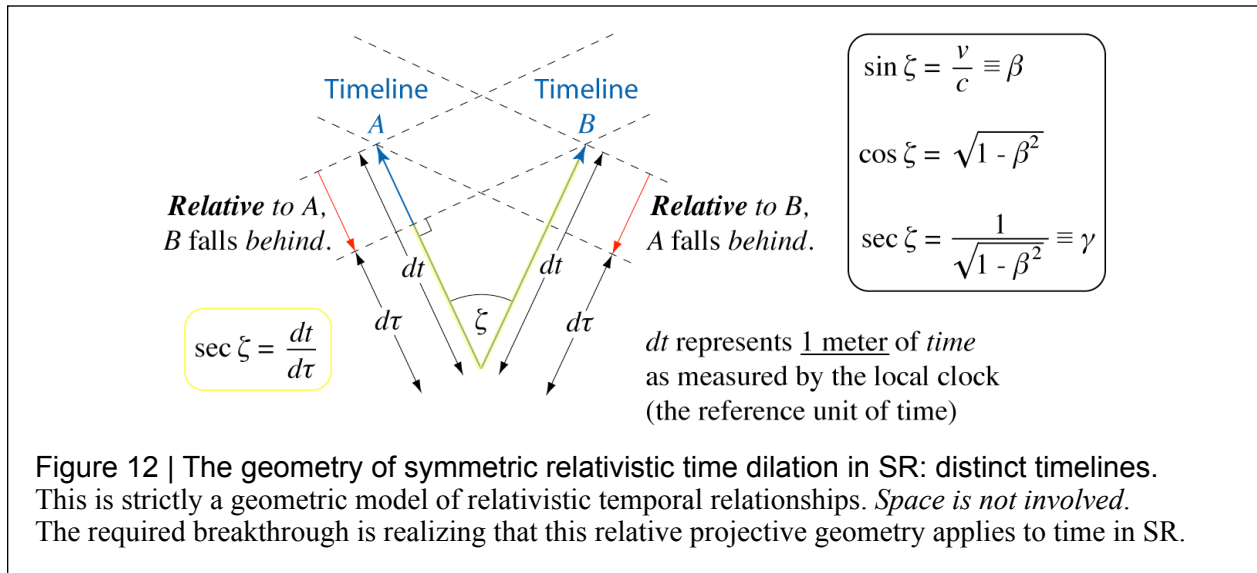 Timeline
A
Timeline
B
Relative to A,
B falls behind.
Relative to B,
A falls behind.
dt
dt
dτ
dτ
ζ
sec ζ = dt/dτ
sin ζ = v/c ≡ β
cos ζ = √(1 - β²)
sec ζ = 1/√(1 - β²) ≡ γ
dt represents 1 meter of time
as measured by the local clock
(the reference unit of time)
Figure 12 | The geometry of symmetric relativistic time dilation in SR: distinct timelines.
This is strictly a geometric model of relativistic temporal relationships. Space is not involved.
The required breakthrough is realizing that this relative projective geometry applies to time in SR.